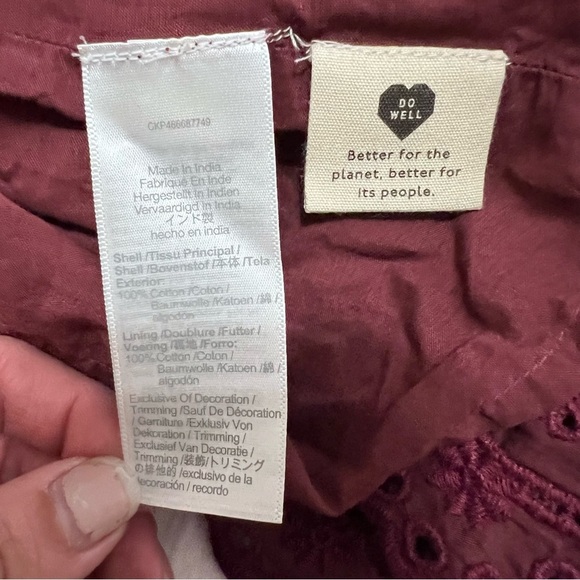 CKP466687749
Made In India
Fabriqué En Inde
Hergestellt in Indien
Vervaardigd in India
インド製
hecho en india
Shell /Tissu Principal /
Shell /Bovenstof /本体 /Tela
Exterior:
100% Cotton /Coton /
Baumwolle /Katoen /綿 /
algodón
Lining /Doublure /Futter /
Voering /裏地 /Forro:
100% Cotton /Coton /
Baumwolle /Katoen /綿 /
algodón
Exclusive Of Decoration /
Trimming /Sauf De Décoration
/ Garniture /Exklusiv Von
Dekoration / Trimming /
Exclusief Van Decoratie /
Trimming /装飾/トリミング
の排他的 /exclusivo de la
decoración / recordo
DO
WELL
Better for the
planet, better for
its people.